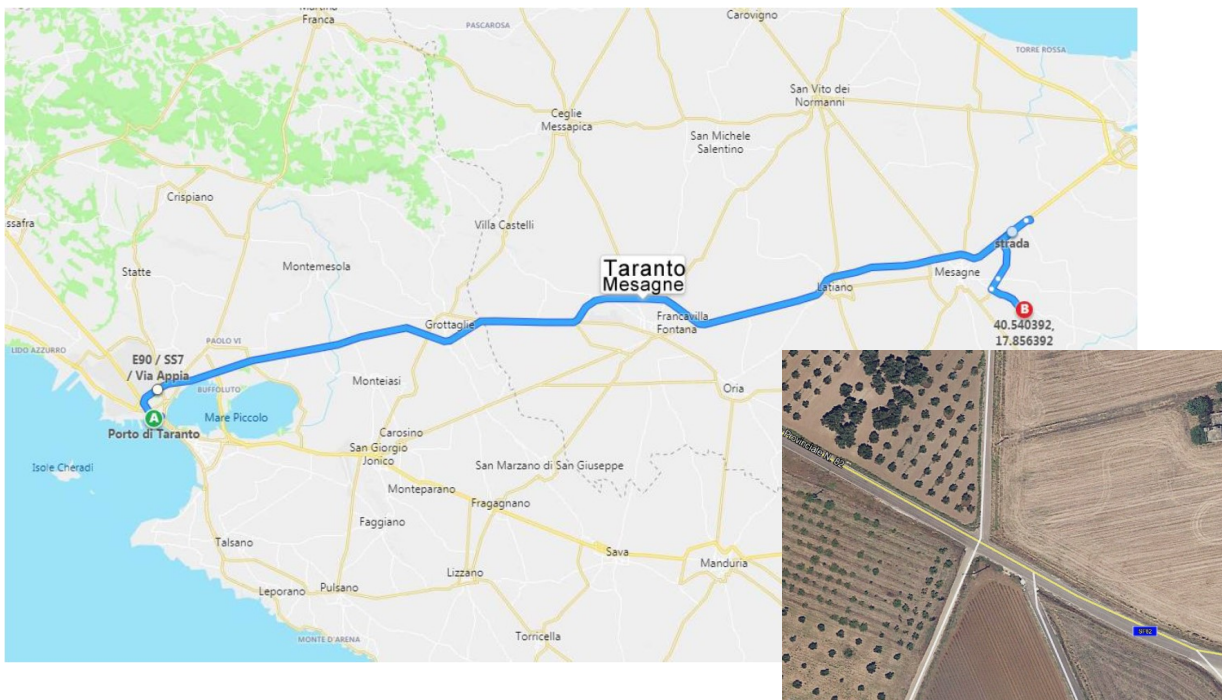 Martina
Franca
PASCAROSA
Carovigno
TORRE ROSSA
San Vito dei
Normanni
Ceglie
Messapica
San Michele
Salentino
Crispiano
ssafra
Villa Castelli
strada
Statte
Montemesola
Taranto
Mesagne
Mesagne
Latiano
B
Grottaglie
Francavilla
Fontana
40.540392,
17.856392
PAOLO VI
LIDO AZZURRO
E90 / SS7
/ Via Appia
BUFFOLUTO
Monteiasi
Oria
A
Mare Piccolo
Porto di Taranto
Carosino
San Giorgio
Jonico
Isole Cheradi
San Marzano di San Giuseppe
Monteparano
Fragagnano
Faggiano
Talsano
Sava
Manduria
Lizzano
Leporano
Pulsano
Torricella
MONTE D'ARENA
SP82